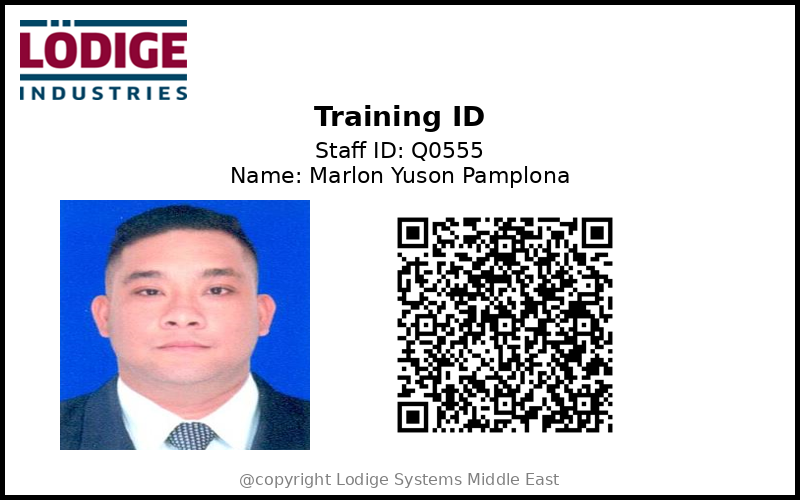 LÖDIGE
INDUSTRIES
Training ID
Staff ID: Q0555
Name: Marlon Yuson Pamplona
@copyright Lodige Systems Middle East